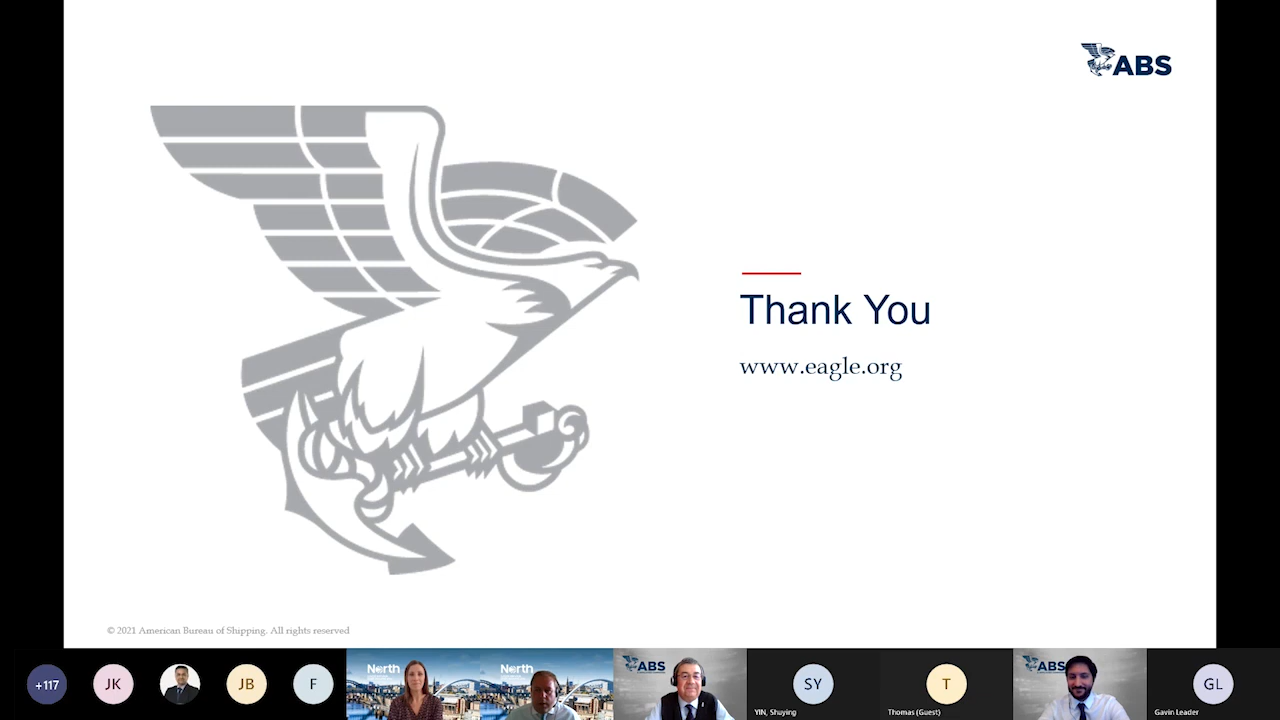 ABS
Thank You
www.eagle.org
© 2021 American Bureau of Shipping. All rights reserved
+117
JK
JB
F
North
North
ABS
SY
YIN, Shuying
T
Thomas (Guest)
ABS
GL
Gavin Leader